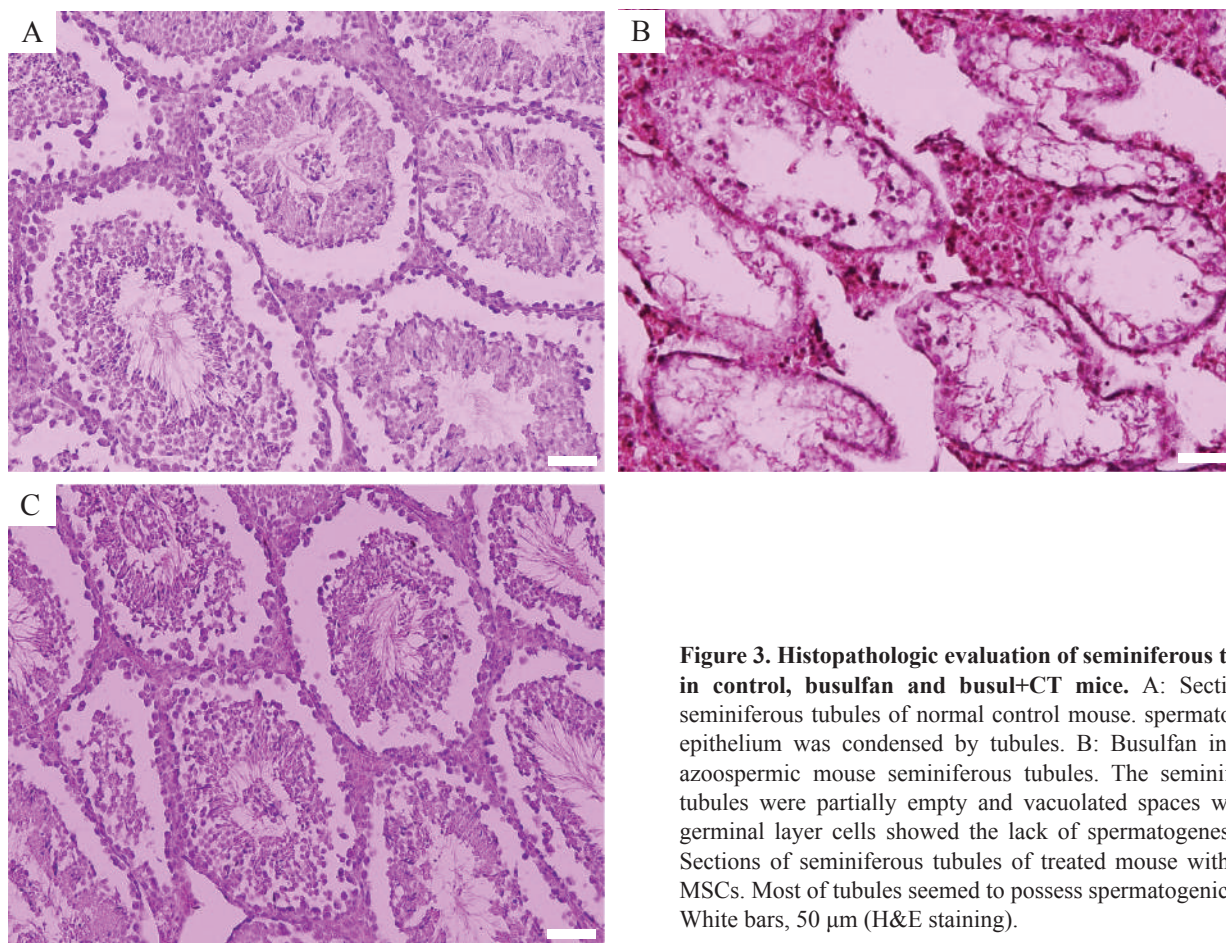 A
B
C
Figure 3. Histopathologic evaluation of seminiferous t
in control, busulfan and busul+CT mice. A: Secti
seminiferous tubules of normal control mouse. spermato
epithelium was condensed by tubules. B: Busulfan in
azoospermic mouse seminiferous tubules. The semini
tubules were partially empty and vacuolated spaces w
germinal layer cells showed the lack of spermatogenes
Sections of seminiferous tubules of treated mouse with
MSCs. Most of tubules seemed to possess spermatogenic
White bars, 50 μm (H&E staining).